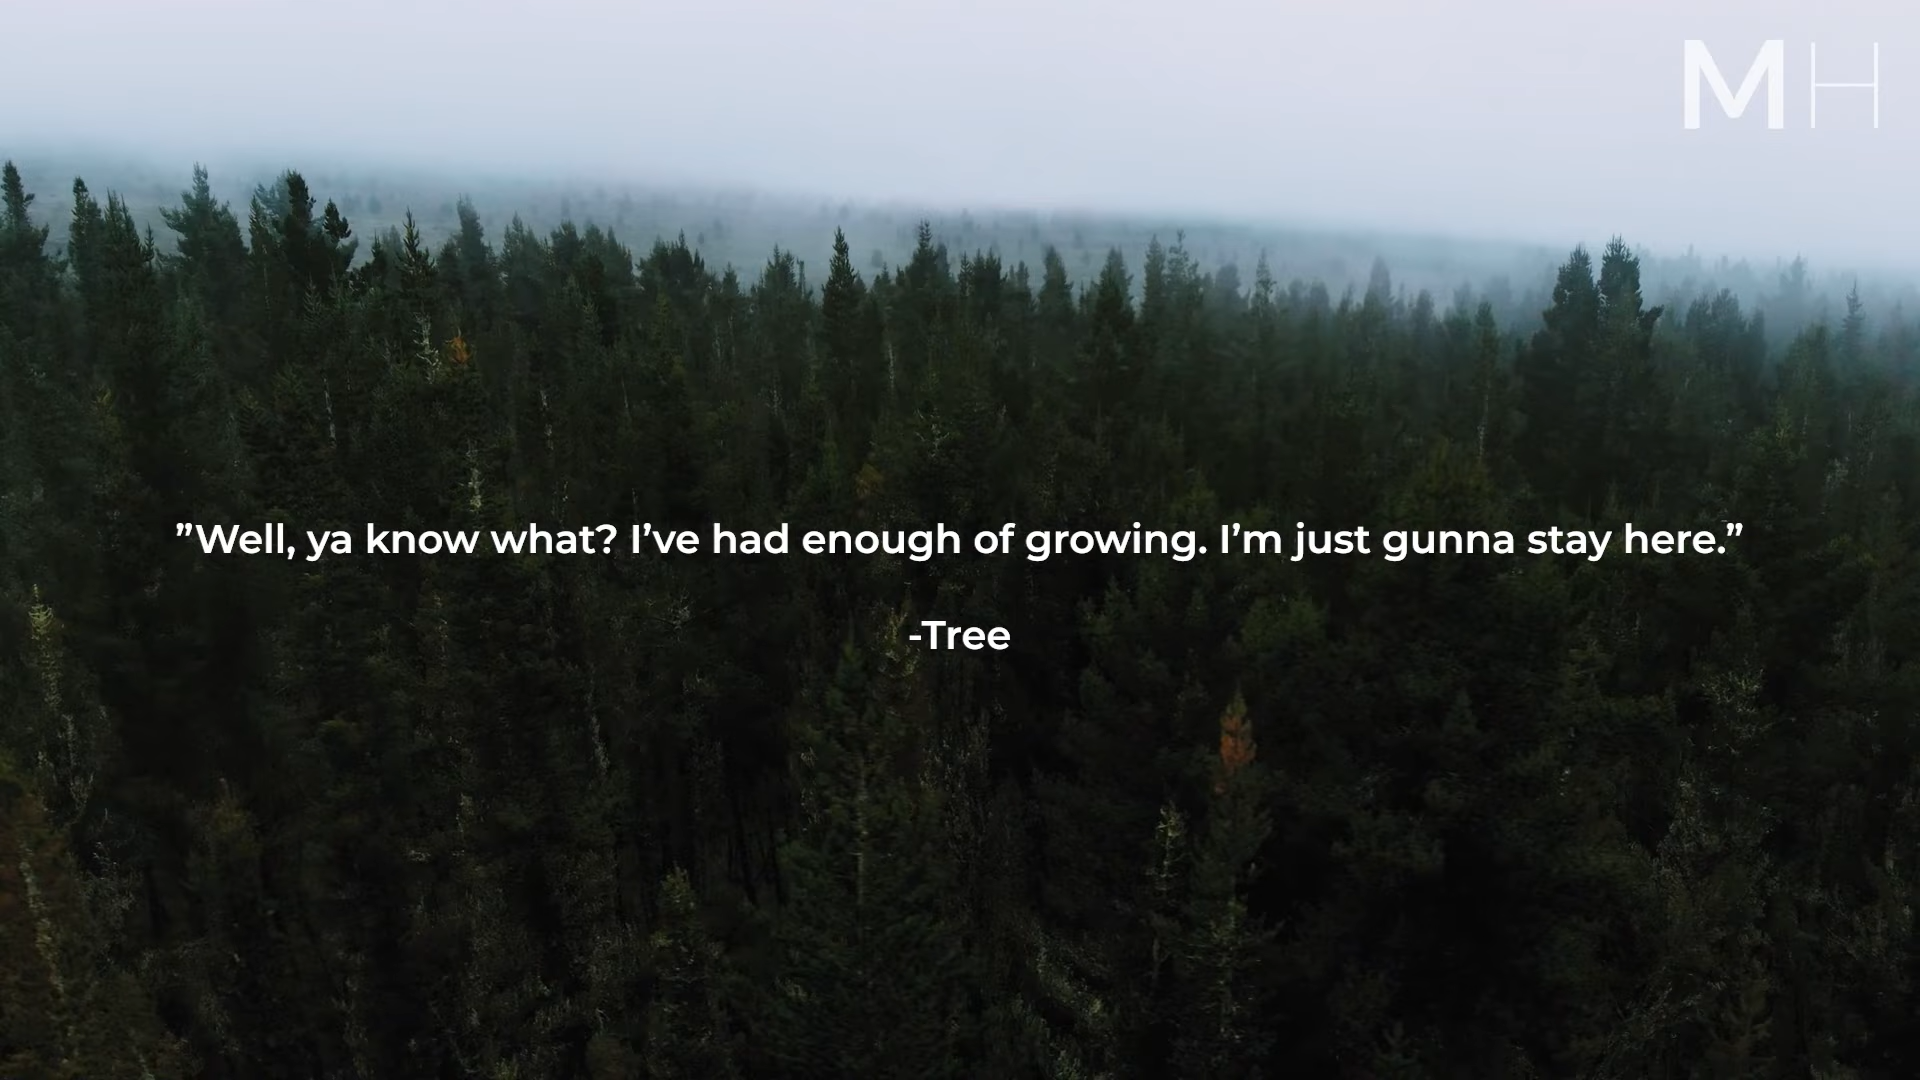 MH
”Well, ya know what? I’ve had enough of growing. I’m just gunna stay here.”
-Tree